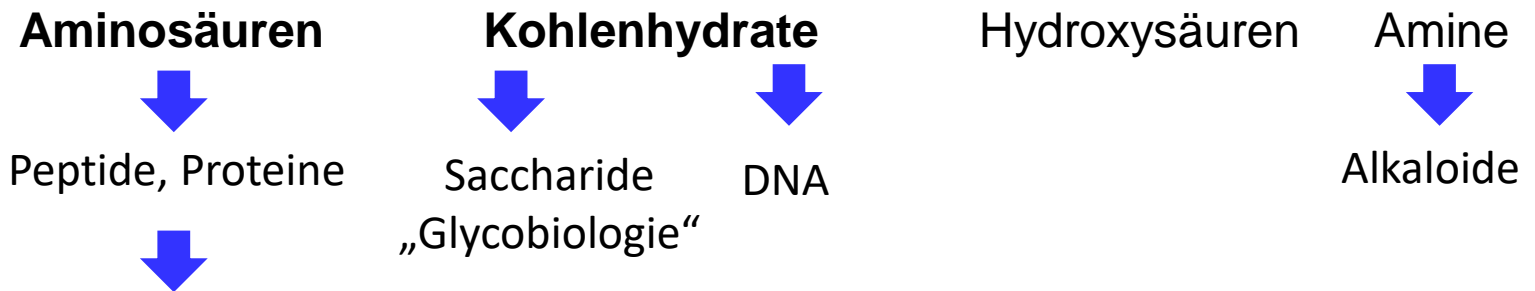 Aminosäuren Kohlenhydrate Hydroxysäuren Amine
Peptide, Proteine Saccharide DNA Alkaloide
„Glycobiologie“